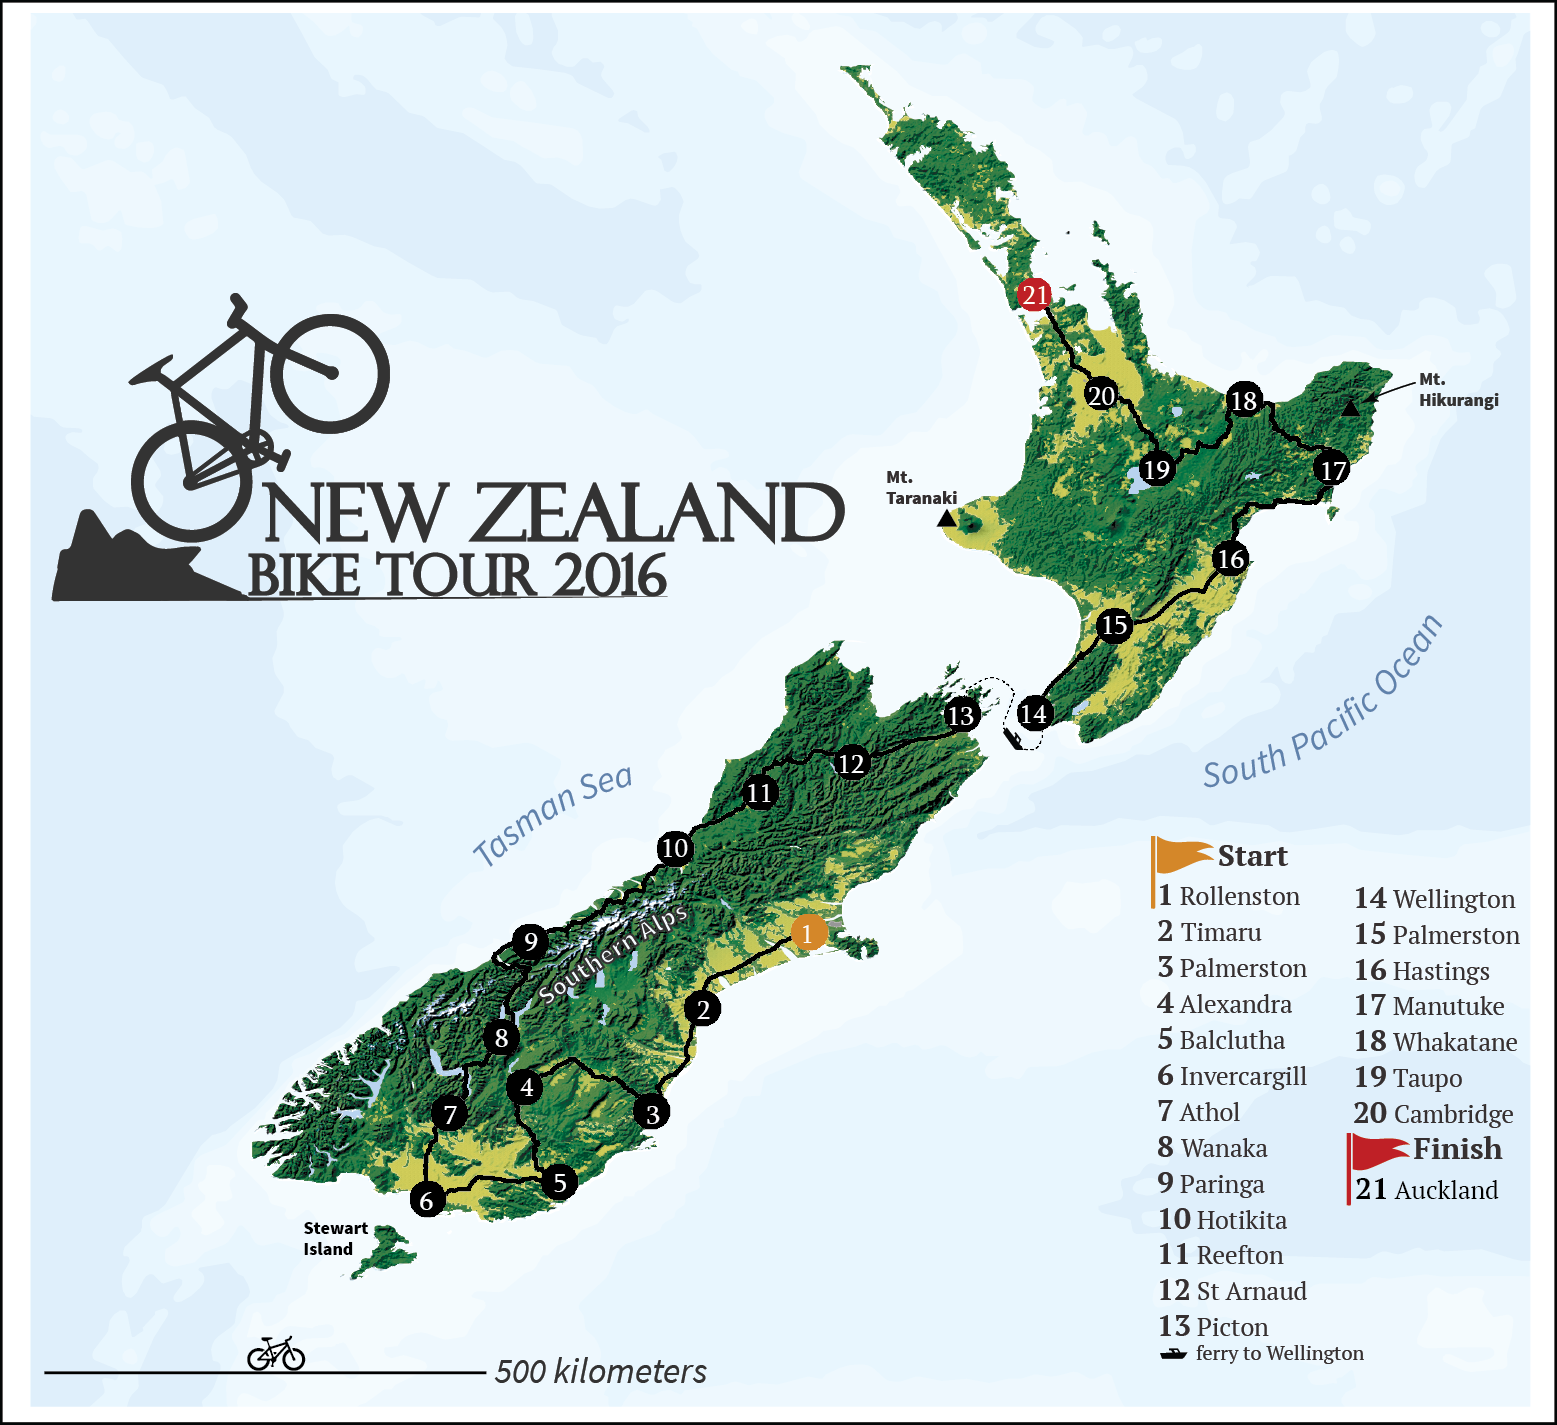 NEW ZEALAND
BIKE TOUR 2016
Mt.
Hikurangi
Mt.
Taranaki
South Pacific Ocean
Tasman Sea
Southern Alps
Stewart
Island
21
20
19
18
17
16
15
14
13
12
11
10
9
8
7
6
5
4
3
2
1
Start
1 Rollenston
2 Timaru
3 Palmerston
4 Alexandra
5 Balclutha
6 Invercargill
7 Athol
8 Wanaka
9 Paringa
10 Hotikita
11 Reefton
12 St Arnaud
13 Picton
ferry to Wellington
14 Wellington
15 Palmerston
16 Hastings
17 Manutuke
18 Whakatane
19 Taupo
20 Cambridge
Finish
21 Auckland
500 kilometers